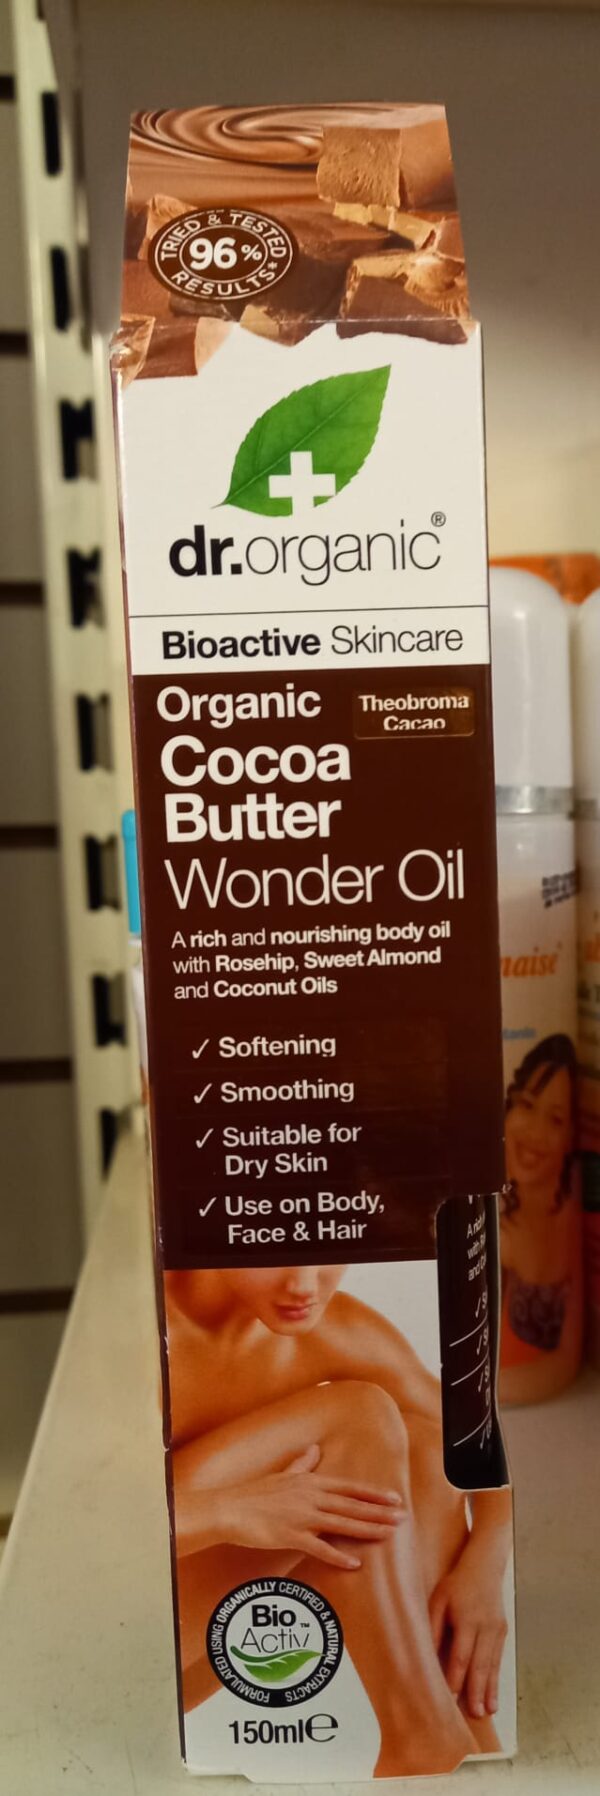 TRIED & TESTED
96%
RESULTS*
dr.organic®
Bioactive Skincare
Organic
Theobroma
Cacao
Cocoa
Butter
Wonder Oil
A rich and nourishing body oil
with Rosehip, Sweet Almond
and Coconut Oils
✓ Softening
✓ Smoothing
✓ Suitable for
Dry Skin
✓ Use on Body,
Face & Hair
FORMULATED USING ORGANICALLY CERTIFIED & NATURAL EXTRACTS
Bio
Activ™
150ml℮
naise